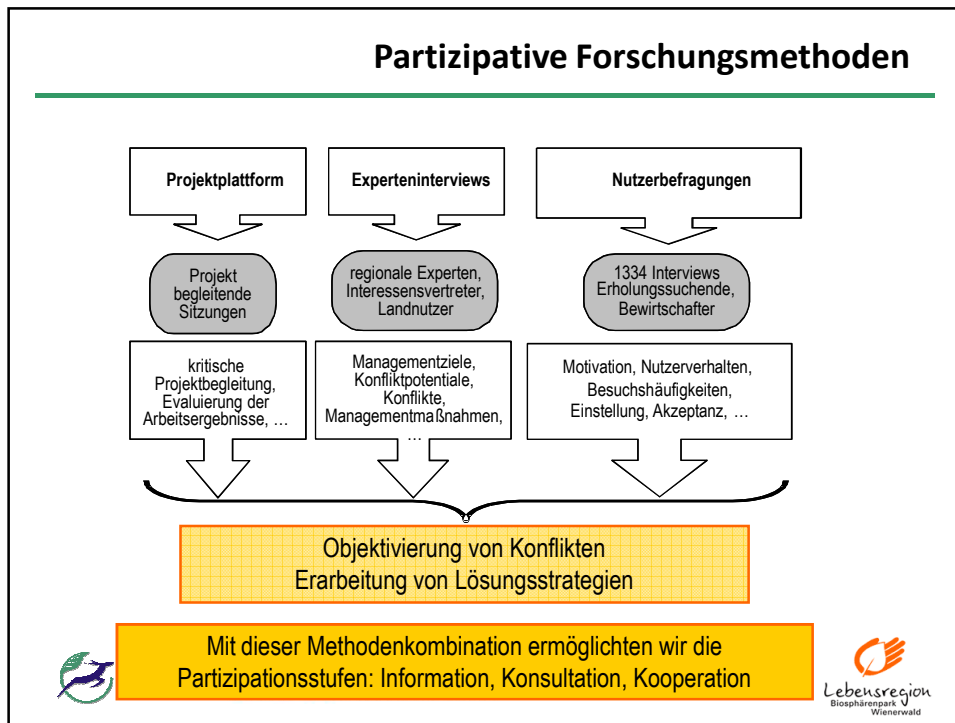 Partizipative Forschungsmethoden
Projektplattform
Experteninterviews
Nutzerbefragungen
Projekt
begleitende
Sitzungen
regionale Experten,
Interessensvertreter,
Landnutzer
1334 Interviews
Erholungssuchende,
Bewirtschafter
kritische
Projektbegleitung,
Evaluierung der
Arbeitsergebnisse, …
Managementziele,
Konfliktpotentiale,
Konflikte,
Managementmaßnahmen,
…
Motivation, Nutzerverhalten,
Besuchshäufigkeiten,
Einstellung, Akzeptanz, …
Objektivierung von Konflikten
Erarbeitung von Lösungsstrategien
Mit dieser Methodenkombination ermöglichten wir die
Partizipationsstufen: Information, Konsultation, Kooperation
Lebensregion
Biosphärenpark
Wienerwald